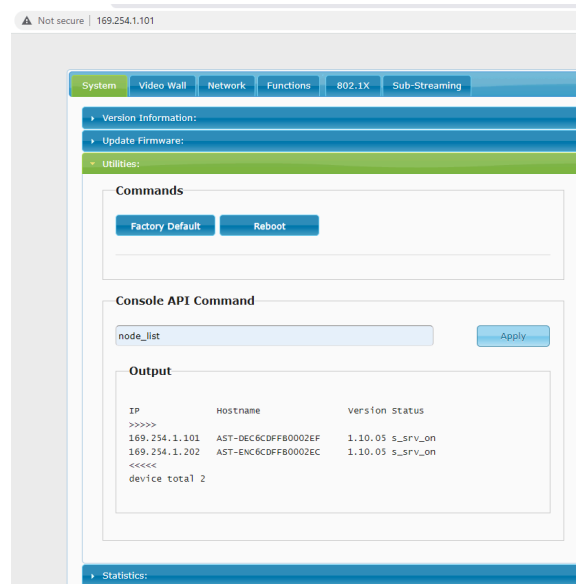 Not secure | 169.254.1.101
System Video Wall Network Functions 802.1X Sub-Streaming
Version Information:
Update Firmware:
Utilities:
Commands
Factory Default Reboot
Console API Command
node_list Apply
Output
IP Hostname Version Status
>>>>>
169.254.1.101 AST-DEC6CDFFB0002EF 1.10.05 s_srv_on
169.254.1.202 AST-ENC6CDFFB0002EC 1.10.05 s_srv_on
<<<<<
device total 2
Statistics: